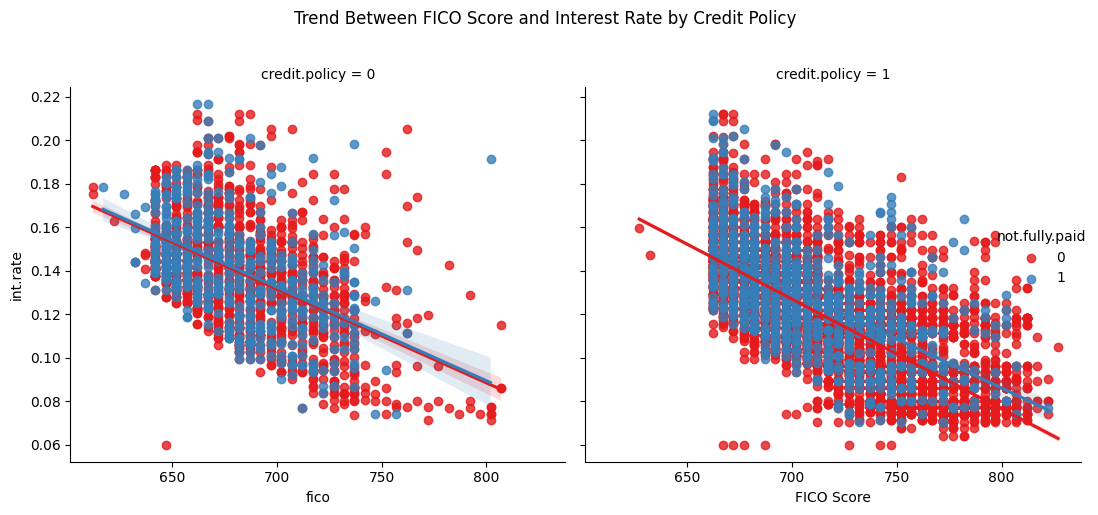 Trend Between FICO Score and Interest Rate by Credit Policy
credit.policy = 0
credit.policy = 1
int.rate
0.22
0.20
0.18
0.16
0.14
0.12
0.10
0.08
0.06
not.fully.paid
0
1
650 700 750 800
650 700 750 800
fico
FICO Score